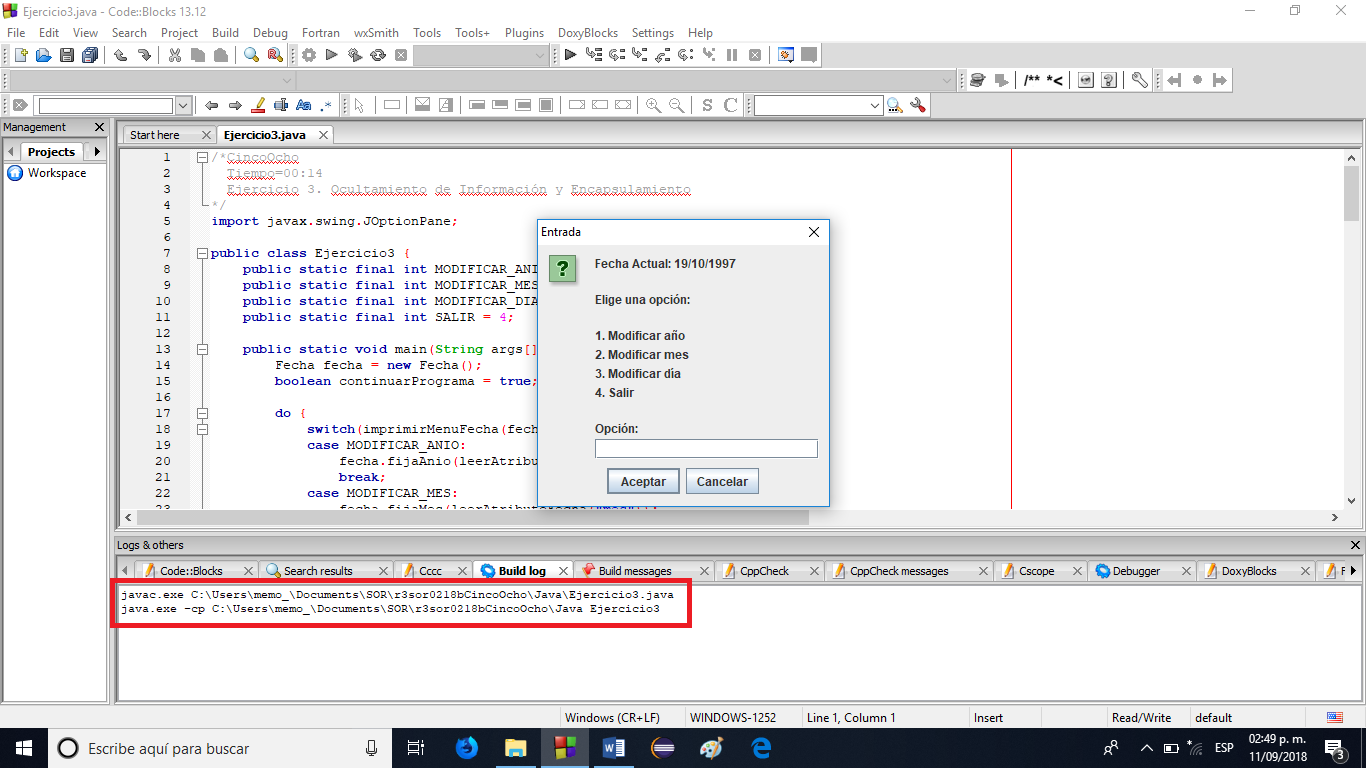 Ejercicio3.java - Code::Blocks 13.12
File Edit View Search Project Build Debug Fortran wxSmith Tools Tools+ Plugins DoxyBlocks Settings Help
/** *<
Aa .*
S C
Management
Projects
Workspace
Start here Ejercicio3.java
1 /*CincoOcho
2 Tiempo=00:14
3 Ejercicio 3. Ocultamiento de Información y Encapsulamiento
4 */
5 import javax.swing.JOptionPane;
6
7 public class Ejercicio3 {
8 public static final int MODIFICAR_ANI
9 public static final int MODIFICAR_MES
10 public static final int MODIFICAR_DIA
11 public static final int SALIR = 4;
12
13 public static void main(String args[]
14 Fecha fecha = new Fecha();
15 boolean continuarPrograma = true;
16
17 do {
18 switch(imprimirMenuFecha(fech
19 case MODIFICAR_ANIO:
20 fecha.fijaAnio(leerAtribu
21 break;
22 case MODIFICAR_MES:
Entrada
Fecha Actual: 19/10/1997
Elige una opción:
1. Modificar año
2. Modificar mes
3. Modificar día
4. Salir
Opción:
Aceptar Cancelar
Logs & others
Code::Blocks Search results Cccc Build log Build messages CppCheck CppCheck messages Cscope Debugger DoxyBlocks F
javac.exe C:\Users\memo_\Documents\SOR\r3sor0218bCincoOcho\Java\Ejercicio3.java
java.exe -cp C:\Users\memo_\Documents\SOR\r3sor0218bCincoOcho\Java Ejercicio3
Windows (CR+LF) WINDOWS-1252 Line 1, Column 1 Insert Read/Write default
Escribe aquí para buscar
ESP
02:49 p. m.
11/09/2018
3